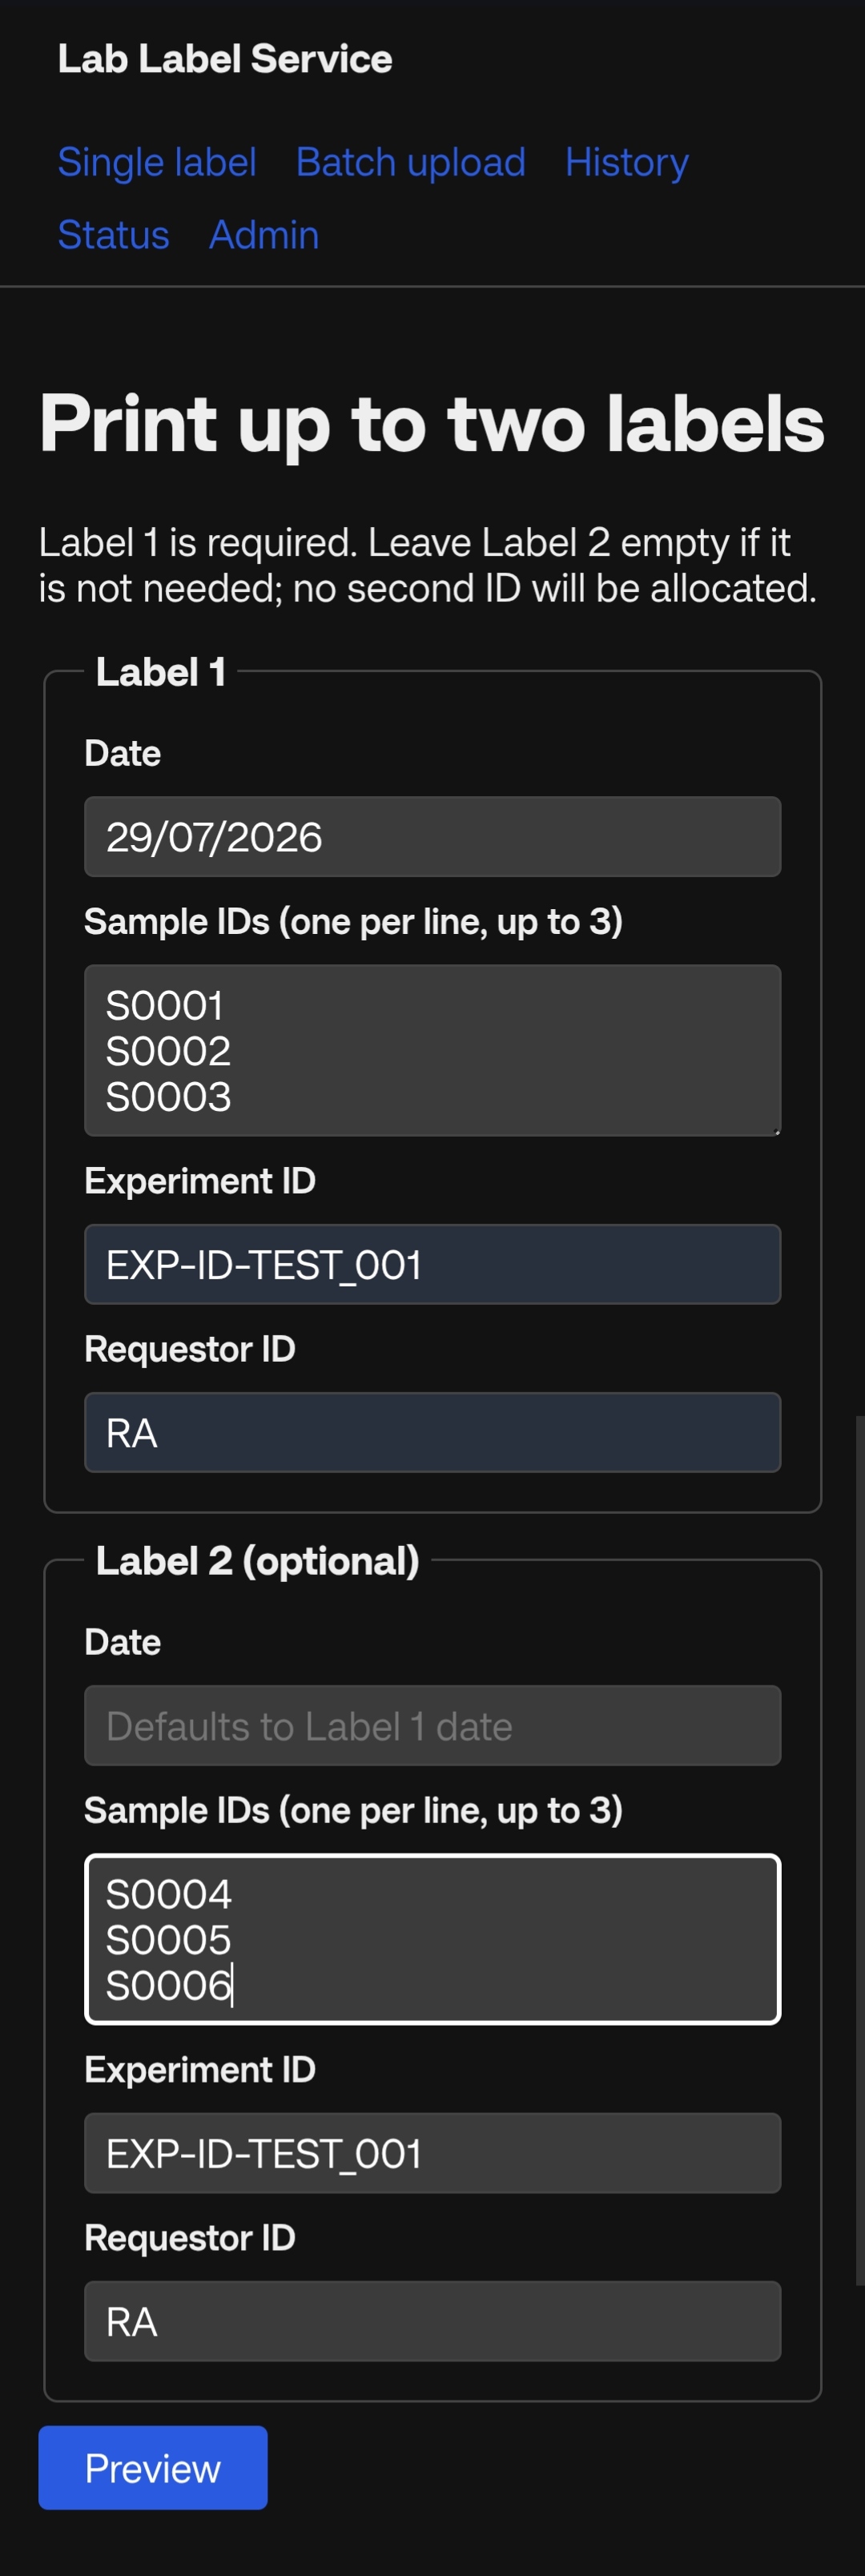 Lab Label Service
Single label Batch upload History
Status Admin
Print up to two labels
Label 1 is required. Leave Label 2 empty if it
is not needed; no second ID will be allocated.
Label 1
Date
29/07/2026
Sample IDs (one per line, up to 3)
S0001
S0002
S0003
Experiment ID
EXP-ID-TEST_001
Requestor ID
RA
Label 2 (optional)
Date
Defaults to Label 1 date
Sample IDs (one per line, up to 3)
S0004
S0005
S0006
Experiment ID
EXP-ID-TEST_001
Requestor ID
RA
Preview